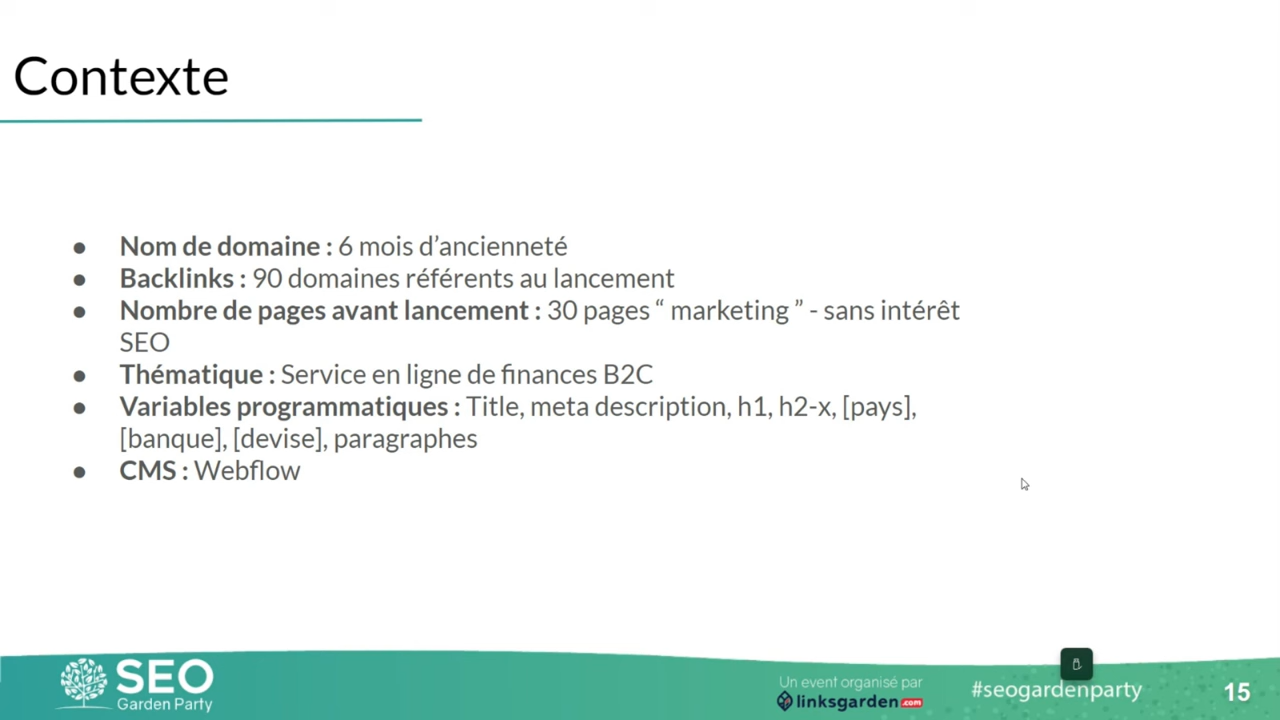 Contexte
● Nom de domaine : 6 mois d’ancienneté
● Backlinks : 90 domaines référents au lancement
● Nombre de pages avant lancement : 30 pages “ marketing ” - sans intérêt
SEO
● Thématique : Service en ligne de finances B2C
● Variables programmatiques : Title, meta description, h1, h2-x, [pays],
[banque], [devise], paragraphes
● CMS : Webflow
SEO
Garden Party
Un event organisé par
linksgarden.com
#seogardenparty
15